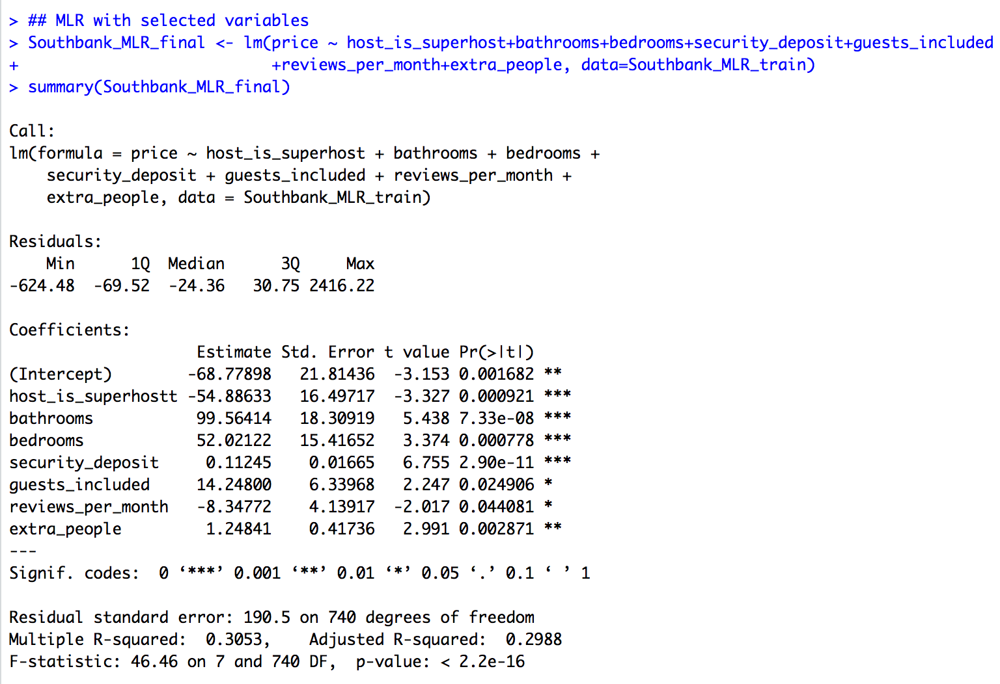 > ## MLR with selected variables
> Southbank_MLR_final <- lm(price ~ host_is_superhost+bathrooms+bedrooms+security_deposit+guests_included
+                           +reviews_per_month+extra_people, data=Southbank_MLR_train)
> summary(Southbank_MLR_final)

Call:
lm(formula = price ~ host_is_superhost + bathrooms + bedrooms + 
    security_deposit + guests_included + reviews_per_month + 
    extra_people, data = Southbank_MLR_train)

Residuals:
    Min      1Q  Median      3Q     Max 
-624.48  -69.52  -24.36   30.75 2416.22 

Coefficients:
                    Estimate Std. Error t value Pr(>|t|)    
(Intercept)        -68.77898   21.81436  -3.153 0.001682 ** 
host_is_superhostt -54.88633   16.49717  -3.327 0.000921 ***
bathrooms           99.56414   18.30919   5.438 7.33e-08 ***
bedrooms            52.02122   15.41652   3.374 0.000778 ***
security_deposit     0.11245    0.01665   6.755 2.90e-11 ***
guests_included     14.24800    6.33968   2.247 0.024906 *  
reviews_per_month   -8.34772    4.13917  -2.017 0.044081 *  
extra_people         1.24841    0.41736   2.991 0.002871 ** 
---
Signif. codes:  0 ‘***’ 0.001 ‘**’ 0.01 ‘*’ 0.05 ‘.’ 0.1 ‘ ’ 1

Residual standard error: 190.5 on 740 degrees of freedom
Multiple R-squared:  0.3053,    Adjusted R-squared:  0.2988 
F-statistic: 46.46 on 7 and 740 DF,  p-value: < 2.2e-16